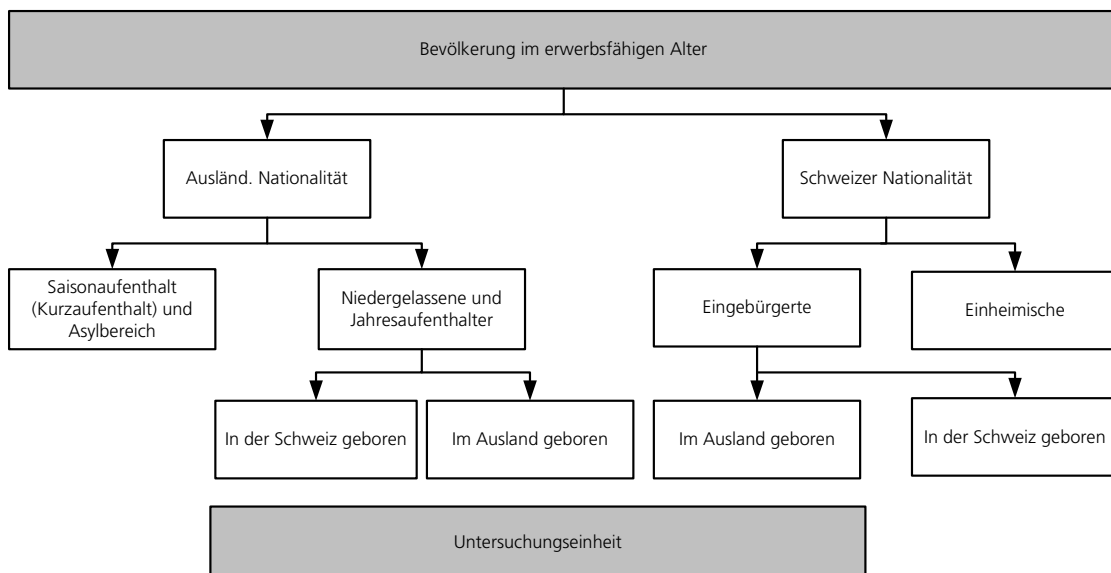 Bevölkerung im erwerbsfähigen Alter
Ausländ. Nationalität
Schweizer Nationalität
Saisonaufenthalt
(Kurzaufenthalt) und
Asylbereich
Niedergelassene und
Jahresaufenthalter
Eingebürgerte
Einheimische
In der Schweiz geboren
Im Ausland geboren
Im Ausland geboren
In der Schweiz geboren
Untersuchungseinheit